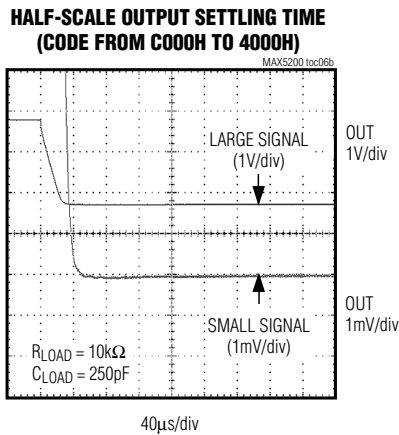 HALF-SCALE OUTPUT SETTLING TIME
(CODE FROM C000H TO 4000H)
MAX5200 toc06b
LARGE SIGNAL
(1V/div)
OUT
1V/div
SMALL SIGNAL
(1mV/div)
OUT
1mV/div
RLOAD = 10kΩ
CLOAD = 250pF
40µs/div